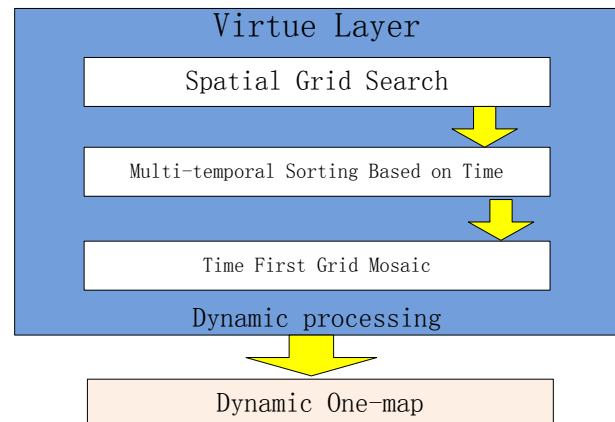 Virtue Layer
Spatial Grid Search
Multi-temporal Sorting Based on Time
Time First Grid Mosaic
Dynamic processing
Dynamic One-map